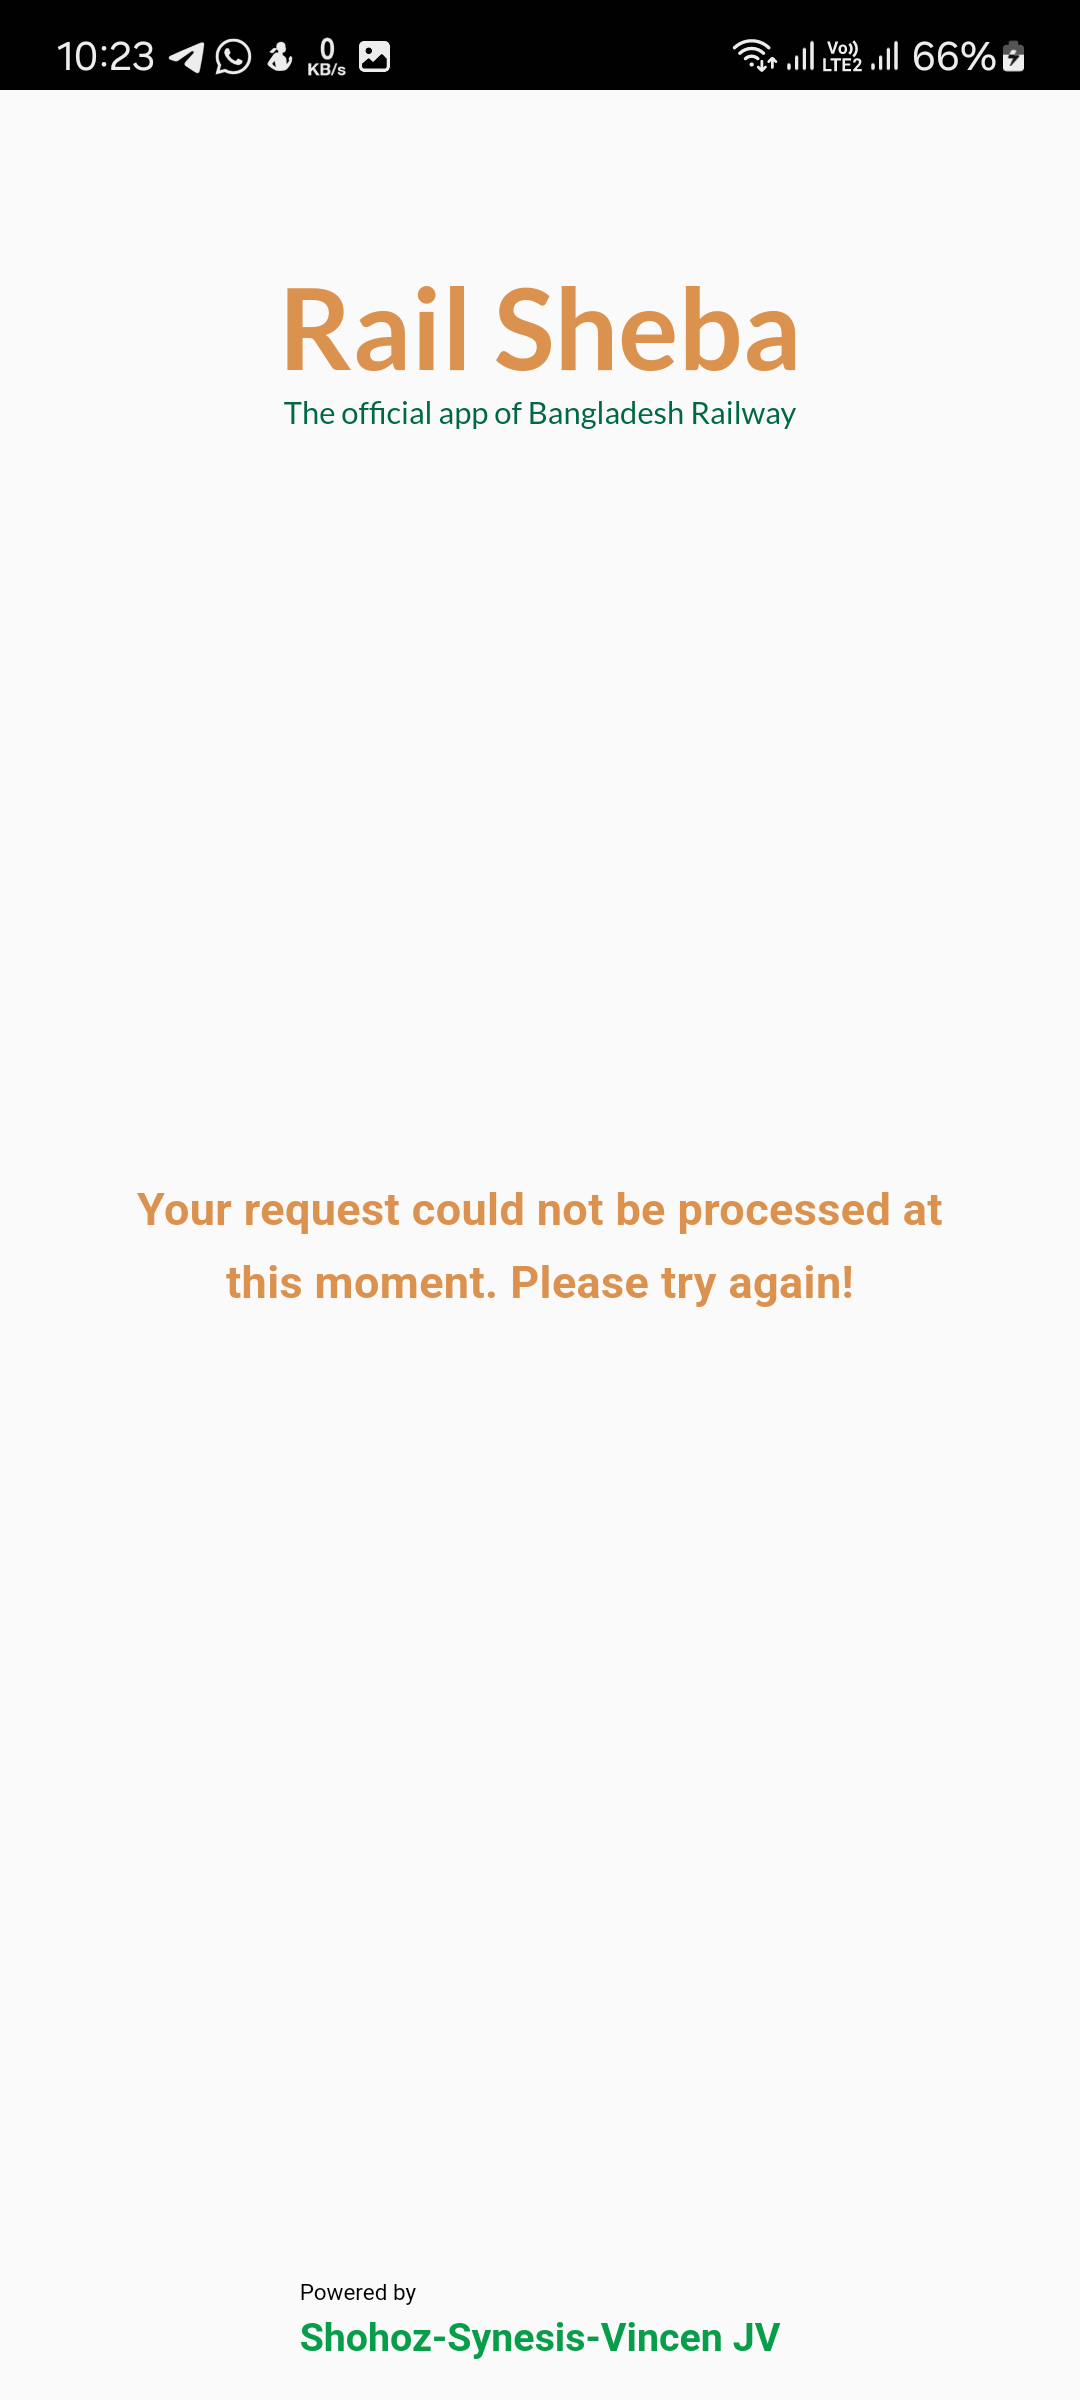 10:23 0 KB/s Vo)) LTE2 66%
Rail Sheba
The official app of Bangladesh Railway
Your request could not be processed at
this moment. Please try again!
Powered by
Shohoz-Synesis-Vincen JV